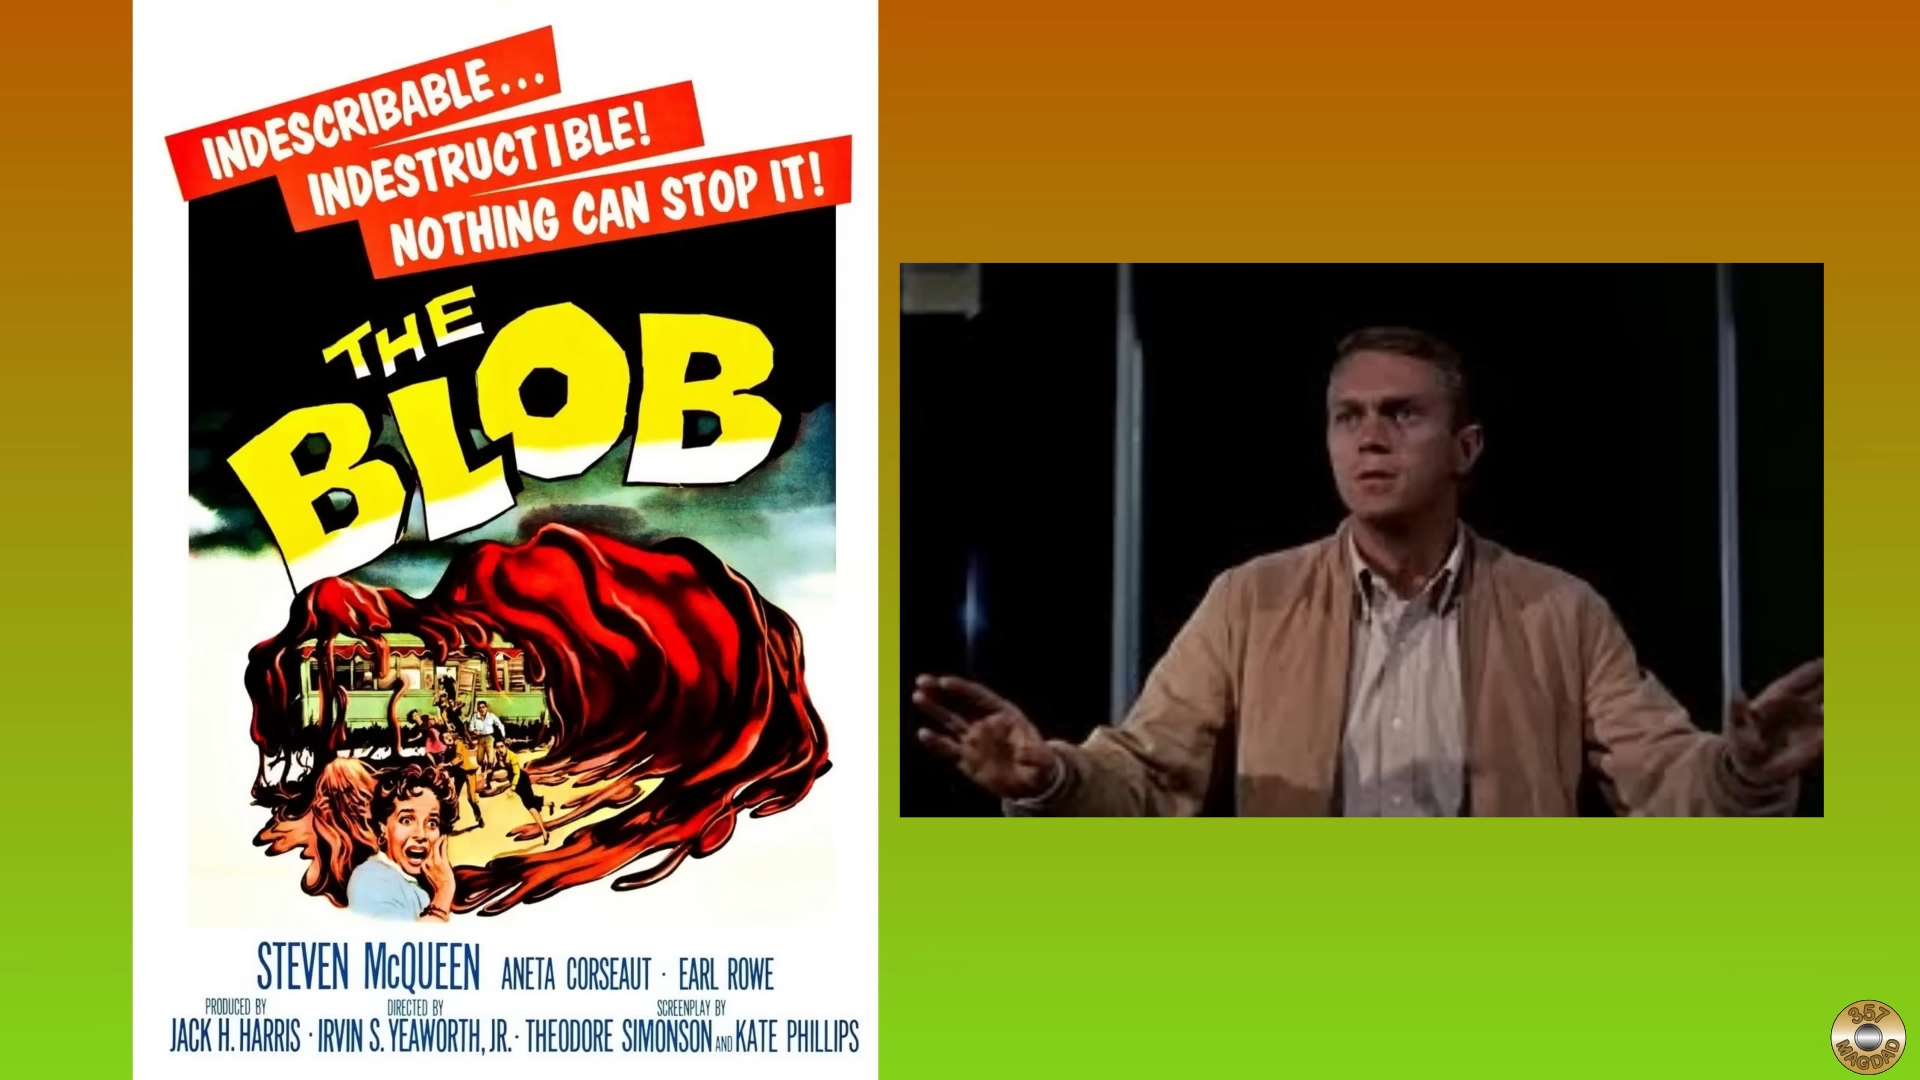 INDESCRIBABLE...
INDESTRUCTIBLE!
NOTHING CAN STOP IT!
THE
BLOB
STEVEN McQUEEN ANETA CORSEAUT · EARL ROWE
PRODUCED BY DIRECTED BY SCREENPLAY BY
JACK H. HARRIS · IRVIN S. YEAWORTH, JR. · THEODORE SIMONSON AND KATE PHILLIPS
357
MAGDAD